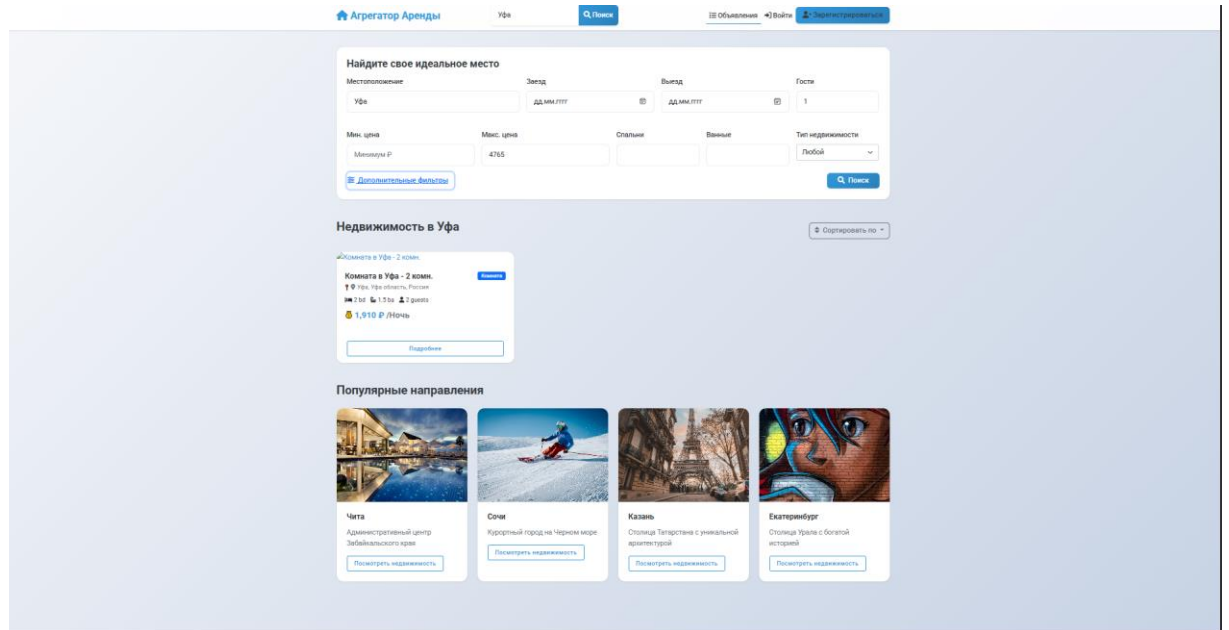 Агрегатор Аренды
Уфа
Поиск
Объявления
Войти
Зарегистрироваться
Найдите свое идеальное место
Местоположение
Заезд
Выезд
Гости
Уфа
дд.мм.гггг
дд.мм.гггг
1
Мин. цена
Макс. цена
Спальни
Ванные
Тип недвижимости
Минимум ₽
4765
Любой
Дополнительные фильтры
Поиск
Недвижимость в Уфа
Сортировать по
Комната в Уфа - 2 комн.
Комната в Уфа - 2 комн.
Комната
Уфа, Уфа область, Россия
2 bd 1.5 ba 2 guests
1,910 ₽ /Ночь
Подробнее
Популярные направления
Чита
Сочи
Казань
Екатеринбург
Административный центр
Забайкальского края
Курортный город на Черном море
Столица Татарстана с уникальной
архитектурой
Столица Урала с богатой
историей
Посмотреть недвижимость
Посмотреть недвижимость
Посмотреть недвижимость
Посмотреть недвижимость